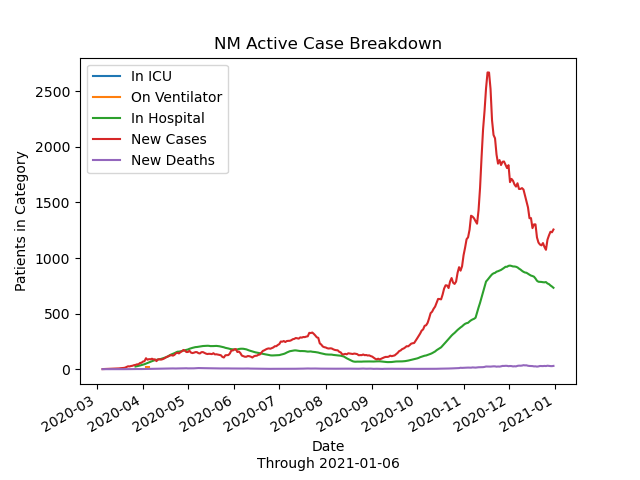 NM Active Case Breakdown
In ICU
On Ventilator
In Hospital
New Cases
New Deaths
Patients in Category
2500
2000
1500
1000
500
0
2020-03
2020-04
2020-05
2020-06
2020-07
2020-08
2020-09
2020-10
2020-11
2020-12
2021-01
Date
Through 2021-01-06